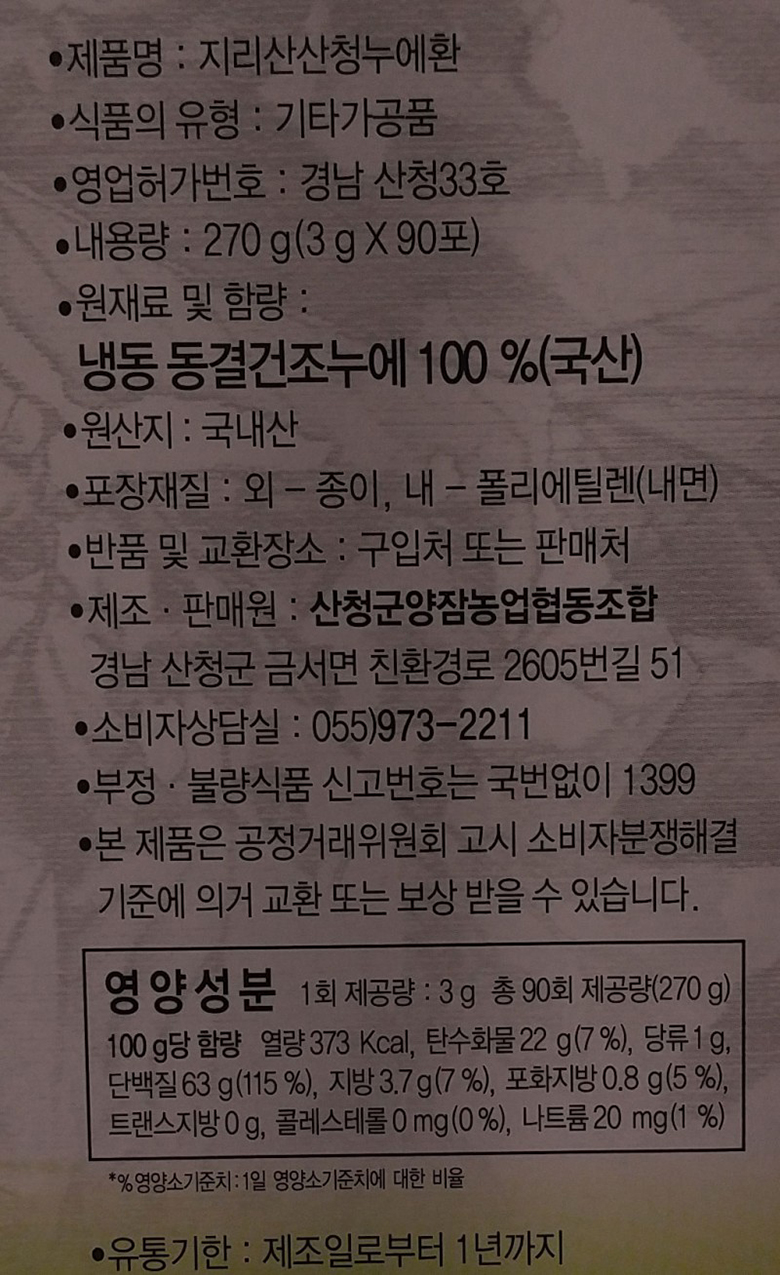 •제품명 : 지리산산청누에환
•식품의 유형 : 기타가공품
•영업허가번호 : 경남 산청33호
•내용량 : 270 g(3 g X 90포)
•원재료 및 함량 :
냉동 동결건조누에 100 %(국산)
•원산지 : 국내산
•포장재질 : 외 – 종이, 내 – 폴리에틸렌(내면)
•반품 및 교환장소 : 구입처 또는 판매처
•제조 · 판매원 : 산청군양잠농업협동조합
경남 산청군 금서면 친환경로 2605번길 51
•소비자상담실 : 055)973-2211
•부정 · 불량식품 신고번호는 국번없이 1399
•본 제품은 공정거래위원회 고시 소비자분쟁해결
기준에 의거 교환 또는 보상 받을 수 있습니다.
영양성분 1회 제공량 : 3 g 총 90회 제공량(270 g)
100 g당 함량 열량 373 Kcal, 탄수화물 22 g(7 %), 당류 1 g,
단백질 63 g(115 %), 지방 3.7 g(7 %), 포화지방 0.8 g(5 %),
트랜스지방 0 g, 콜레스테롤 0 mg(0 %), 나트륨 20 mg(1 %)
*% 영양소기준치 : 1일 영양소기준치에 대한 비율
•유통기한 : 제조일로부터 1년까지